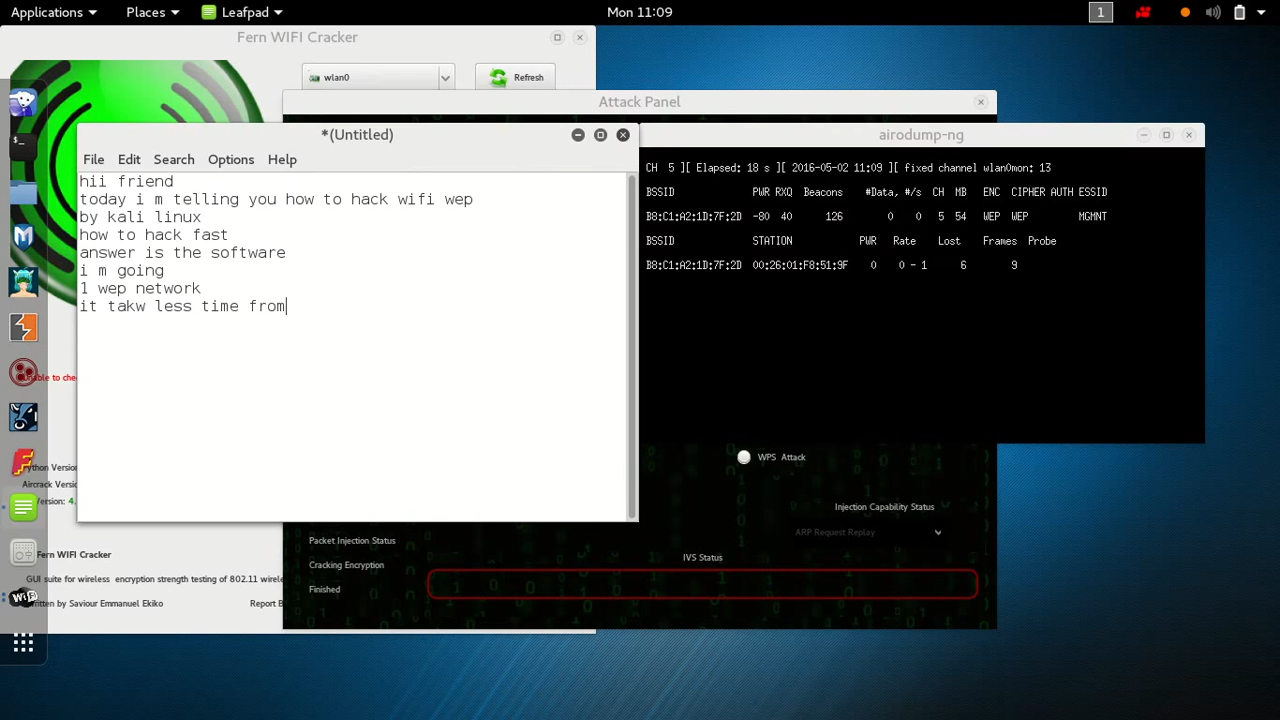 Applications Places Leafpad Mon 11:09 1
Fern WIFI Cracker
wlan0 Refresh
Attack Panel
*(Untitled)
File Edit Search Options Help
hii friend
today i m telling you how to hack wifi wep
by kali linux
how to hack fast
answer is the software
i m going
1 wep network
it takw less time from
airodump-ng
CH 5 ][ Elapsed: 18 s ][ 2016-05-02 11:09 ][ fixed channel wlan0mon: 13
BSSID PWR RXQ Beacons #Data, #/s CH MB ENC CIPHER AUTH ESSID
B8:C1:A2:1D:7F:2D -80 40 126 0 0 5 54 WEP WEP MGMNT
BSSID STATION PWR Rate Lost Frames Probe
B8:C1:A2:1D:7F:2D 00:26:01:F8:51:9F 0 0 - 1 6 9
WPS Attack
Injection Capability Status
ARP Request Replay
Packet Injection Status
IVS Status
Cracking Encryption
Finished
Fern WIFI Cracker
GUI suite for wireless encryption strength testing of 802.11 wirele
Written by Saviour Emmanuel Ekiko Report B
WiFi